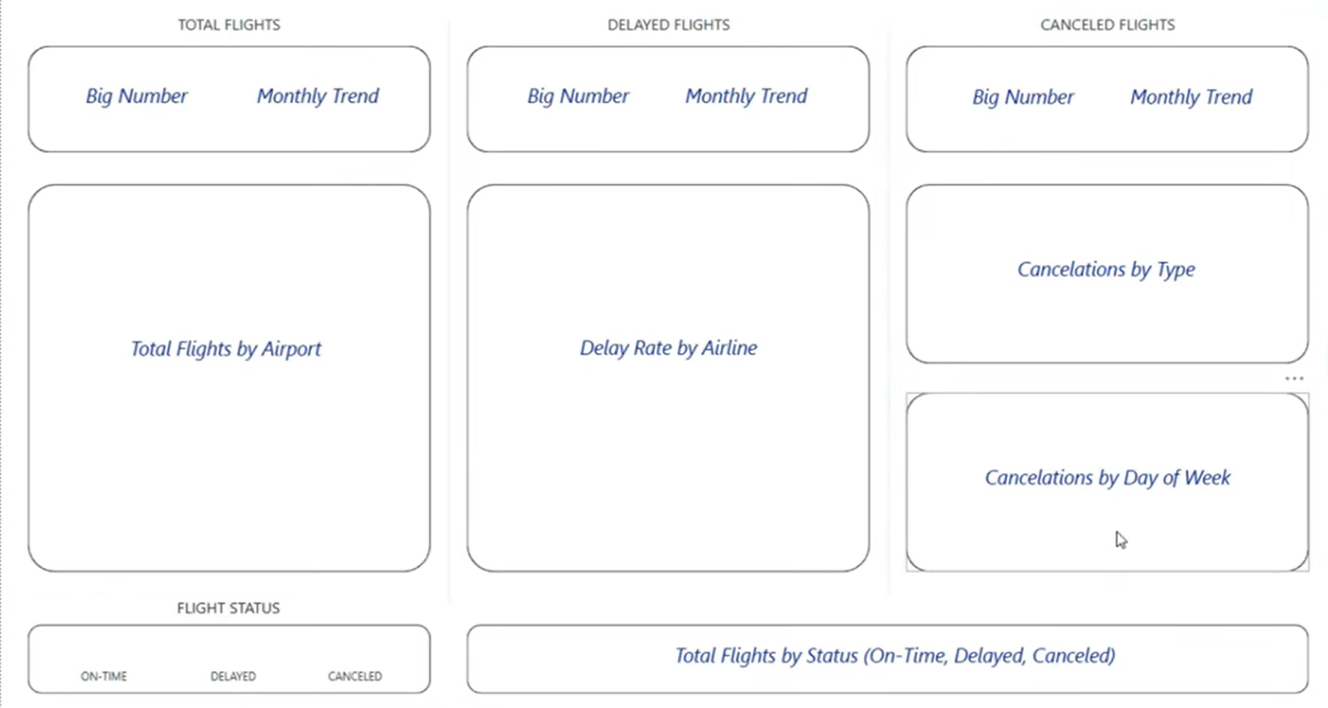 TOTAL FLIGHTS
DELAYED FLIGHTS
CANCELED FLIGHTS
Big Number
Monthly Trend
Big Number
Monthly Trend
Big Number
Monthly Trend
Total Flights by Airport
Delay Rate by Airline
Cancelations by Type
Cancelations by Day of Week
FLIGHT STATUS
ON-TIME
DELAYED
CANCELED
Total Flights by Status (On-Time, Delayed, Canceled)